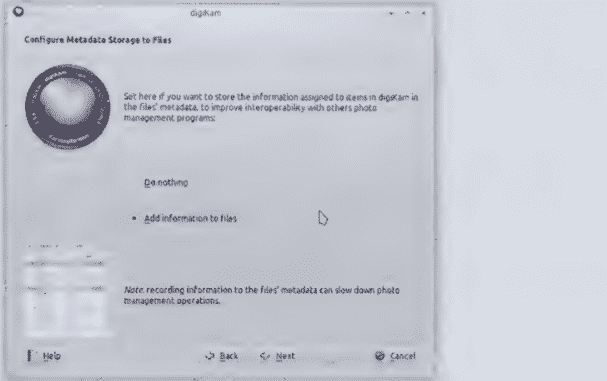 digiKam
Configure Metadata Storage to Files
Set here if you want to store the information assigned to items in digiKam in
the files' metadata, to improve interoperability with others photo
management programs:
Do nothing
Add information to files
Note: recording information to the files' metadata can slow down photo
management operations.
Help
Back
Next
Cancel